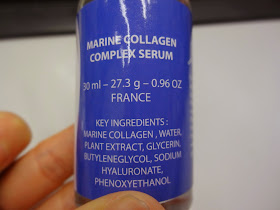 MARINE COLLAGEN
COMPLEX SERUM
30 ml – 27.3 g – 0.96 OZ
FRANCE
KEY INGREDIENTS :
MARINE COLLAGEN , WATER,
PLANT EXTRACT, GLYCERIN,
BUTYLENEGLYCOL, SODIUM
HYALURONATE,
PHENOXYETHANOL